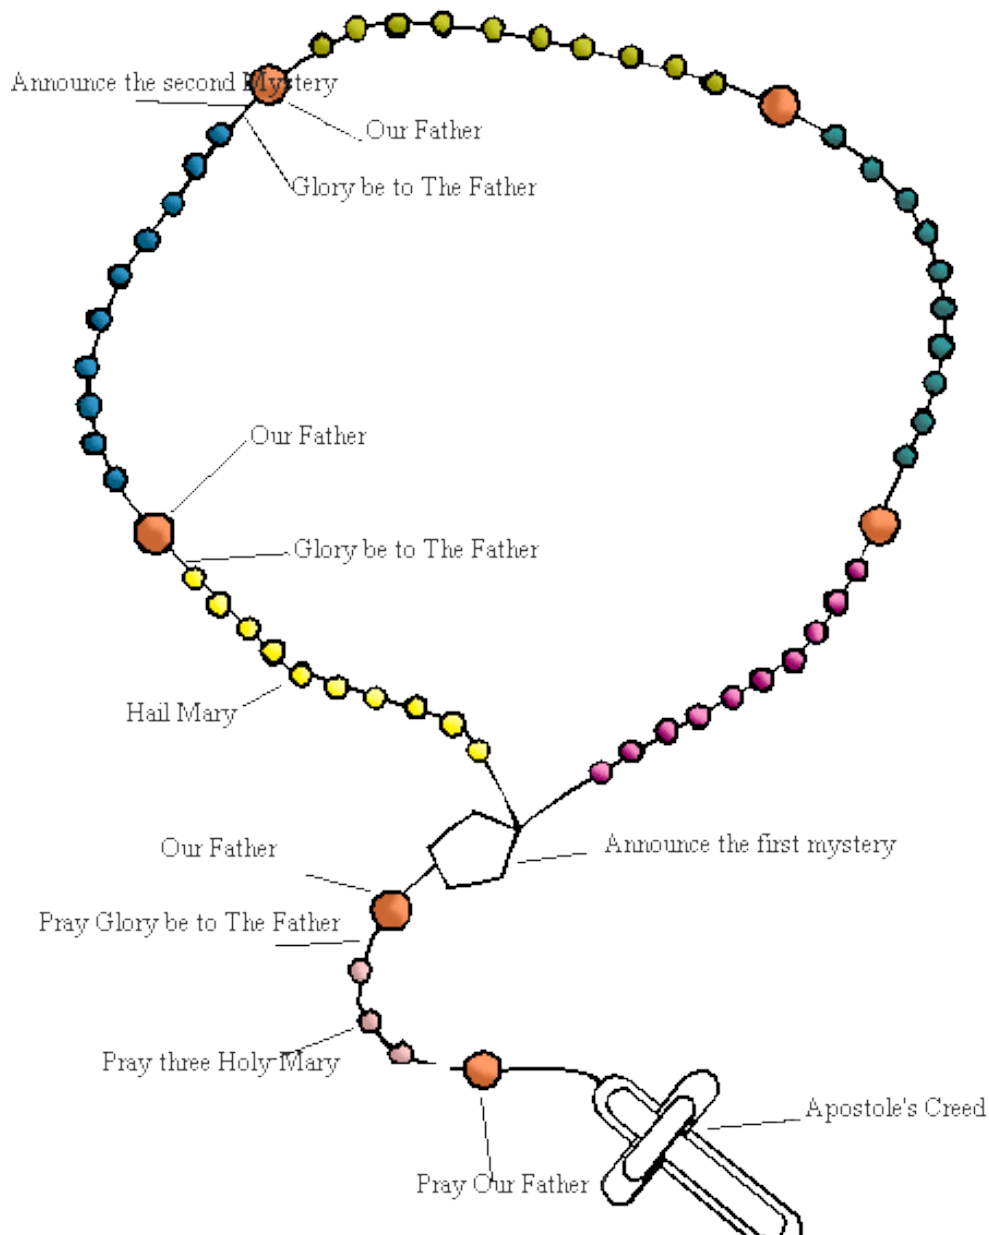 Announce the second Mystery
Our Father
Glory be to The Father
Our Father
Glory be to The Father
Hail Mary
Our Father
Announce the first mystery
Pray Glory be to The Father
Pray three Holy Mary
Apostole's Creed
Pray Our Father